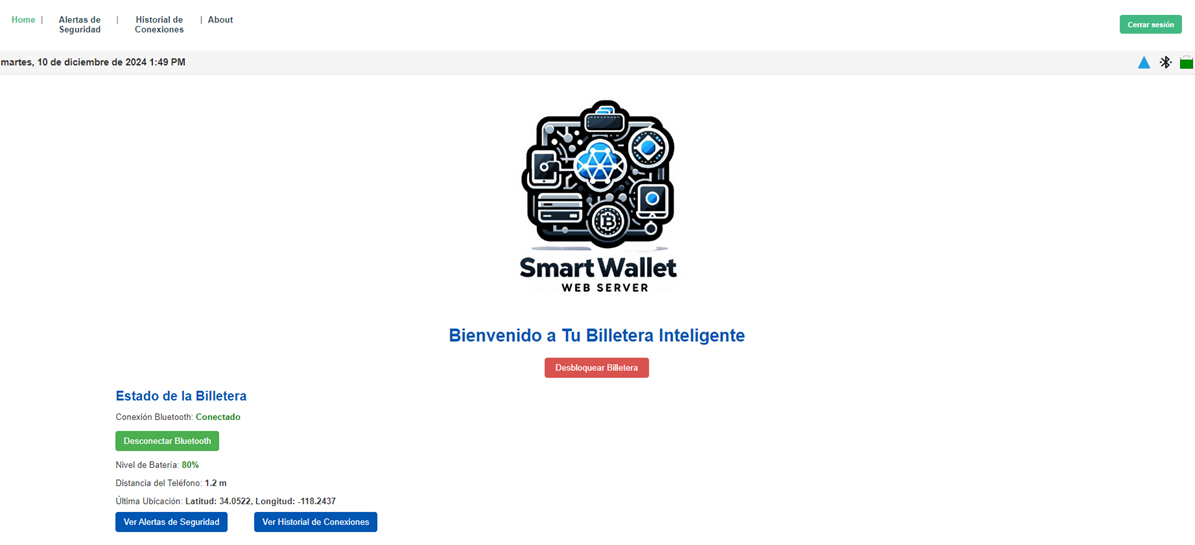 Home | Alertas de Seguridad | Historial de Conexiones | About
Cerrar sesión
martes, 10 de diciembre de 2024 1:49 PM
Smart Wallet
WEB SERVER
Bienvenido a Tu Billetera Inteligente
Desbloquear Billetera
Estado de la Billetera
Conexión Bluetooth: Conectado
Desconectar Bluetooth
Nivel de Batería: 80%
Distancia del Teléfono: 1.2 m
Última Ubicación: Latitud: 34.0522, Longitud: -118.2437
Ver Alertas de Seguridad
Ver Historial de Conexiones